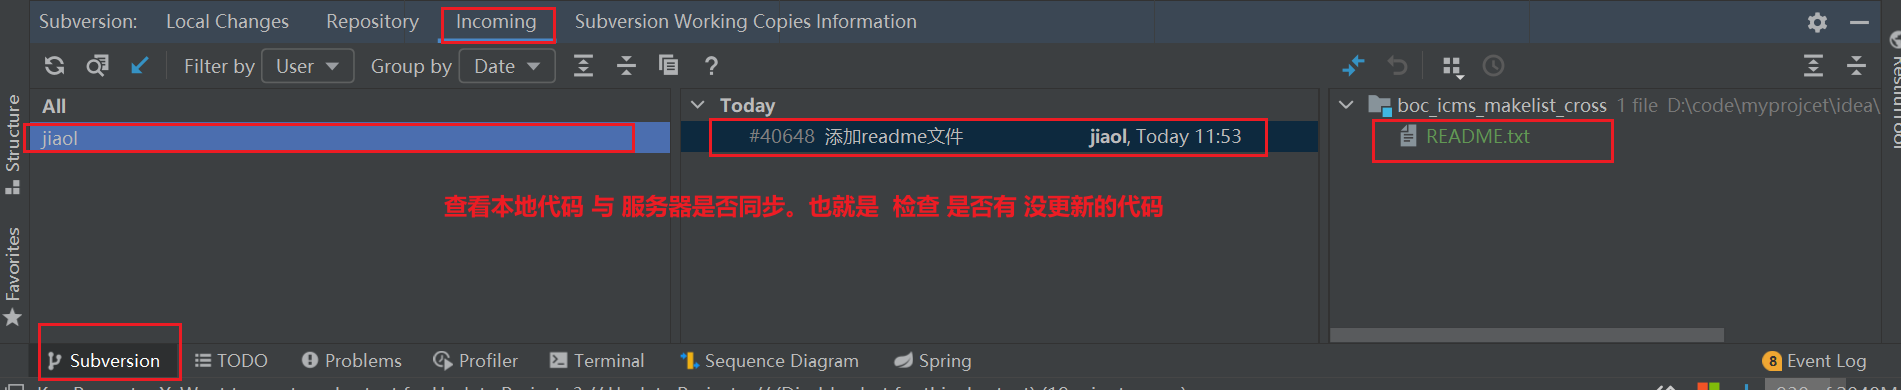 Subversion: Local Changes Repository Incoming Subversion Working Copies Information
Filter by User Group by Date ?
All
jiaol
Today
#40648 添加readme文件 jiaol, Today 11:53
boc_icms_makelist_cross 1 file D:\code\myprojcet\idea\
README.txt
查看本地代码 与 服务器是否同步。也就是 检查 是否有 没更新的代码
Structure
Favorites
Subversion TODO Problems Profiler Terminal Sequence Diagram Spring 8 Event Log